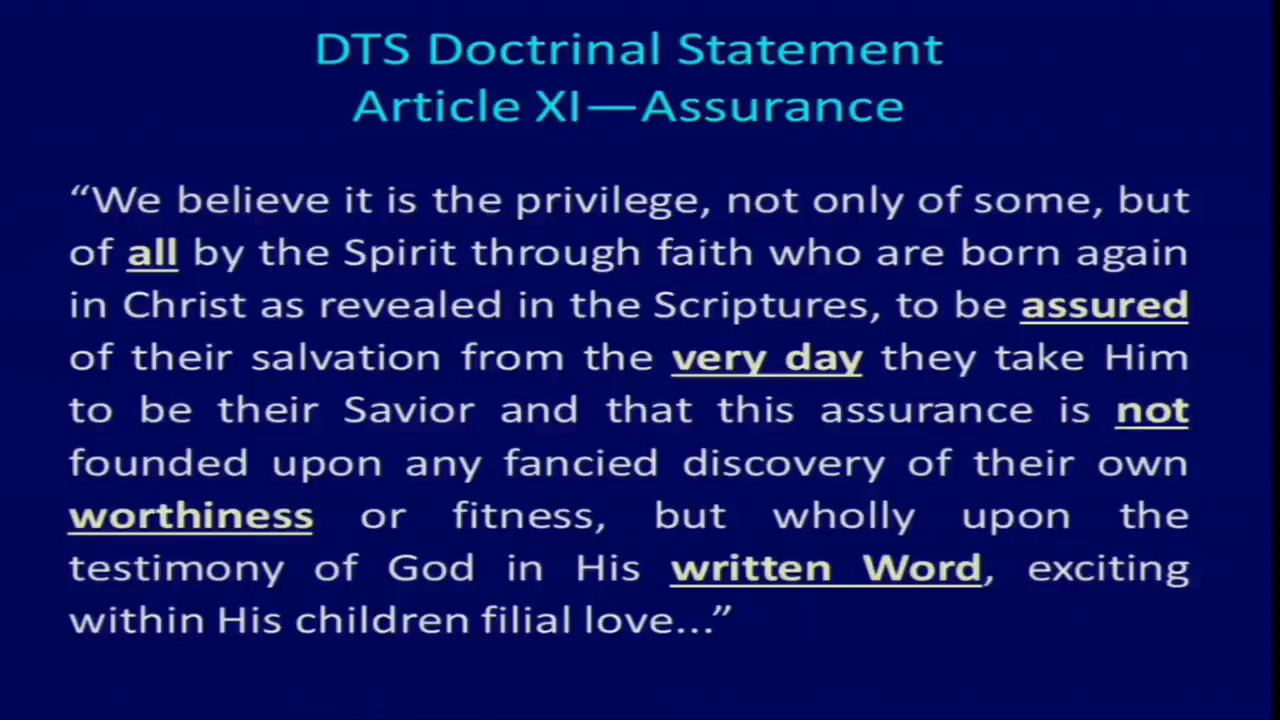 DTS Doctrinal Statement
Article XI—Assurance
“We believe it is the privilege, not only of some, but
of all by the Spirit through faith who are born again
in Christ as revealed in the Scriptures, to be assured
of their salvation from the very day they take Him
to be their Savior and that this assurance is not
founded upon any fancied discovery of their own
worthiness or fitness, but wholly upon the
testimony of God in His written Word, exciting
within His children filial love...”